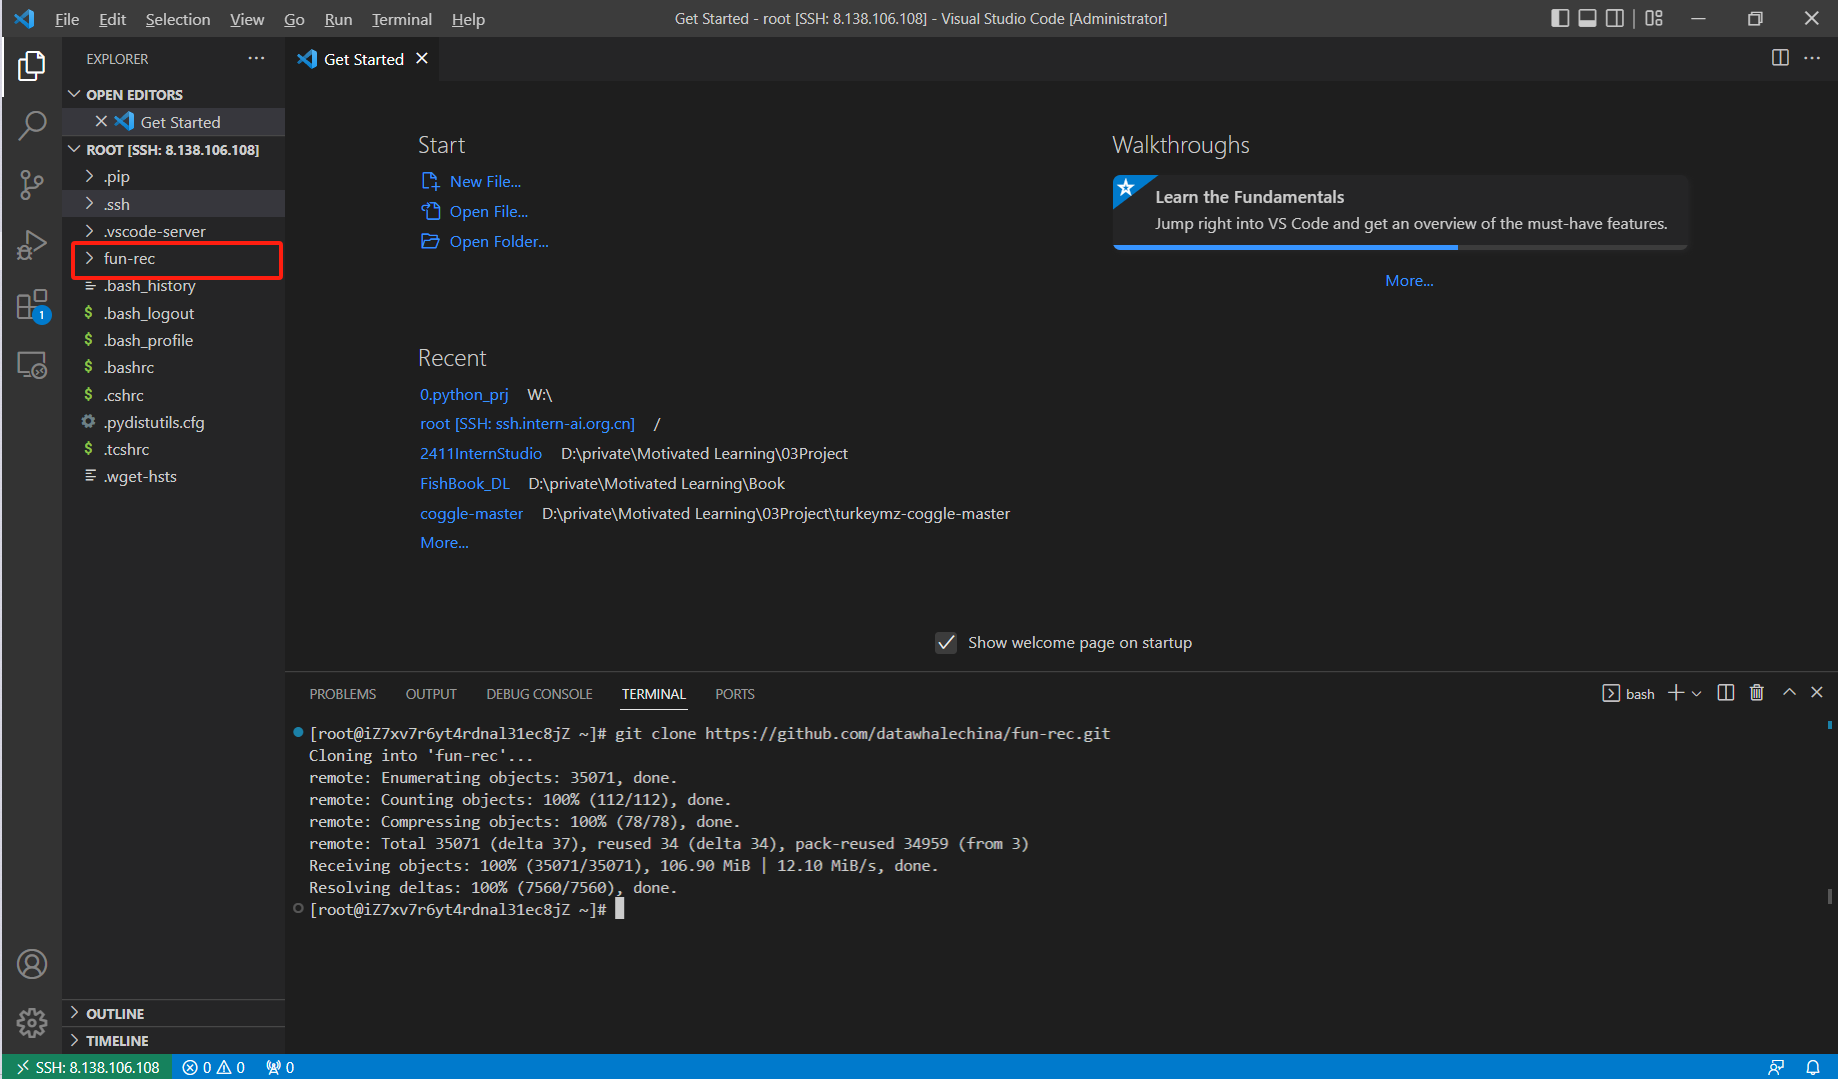 File Edit Selection View Go Run Terminal Help
Get Started - root [SSH: 8.138.106.108] - Visual Studio Code [Administrator]
EXPLORER
OPEN EDITORS
Get Started
ROOT [SSH: 8.138.106.108]
.pip
.ssh
.vscode-server
fun-rec
.bash_history
.bash_logout
.bash_profile
.bashrc
.cshrc
.pydistutils.cfg
.tcshrc
.wget-hsts
1
OUTLINE
TIMELINE
Get Started
Start
New File...
Open File...
Open Folder...
Recent
0.python_prj W:\
root [SSH: ssh.intern-ai.org.cn] /
2411InternStudio D:\private\Motivated Learning\03Project
FishBook_DL D:\private\Motivated Learning\Book
coggle-master D:\private\Motivated Learning\03Project\turkeymz-coggle-master
More...
Walkthroughs
Learn the Fundamentals
Jump right into VS Code and get an overview of the must-have features.
More...
Show welcome page on startup
PROBLEMS OUTPUT DEBUG CONSOLE TERMINAL PORTS
bash
[root@iZ7xv7r6yt4rdnal31ec8jZ ~]# git clone https://github.com/datawhalechina/fun-rec.git
Cloning into 'fun-rec'...
remote: Enumerating objects: 35071, done.
remote: Counting objects: 100% (112/112), done.
remote: Compressing objects: 100% (78/78), done.
remote: Total 35071 (delta 37), reused 34 (delta 34), pack-reused 34959 (from 3)
Receiving objects: 100% (35071/35071), 106.90 MiB | 12.10 MiB/s, done.
Resolving deltas: 100% (7560/7560), done.
[root@iZ7xv7r6yt4rdnal31ec8jZ ~]#
SSH: 8.138.106.108 0 0 0